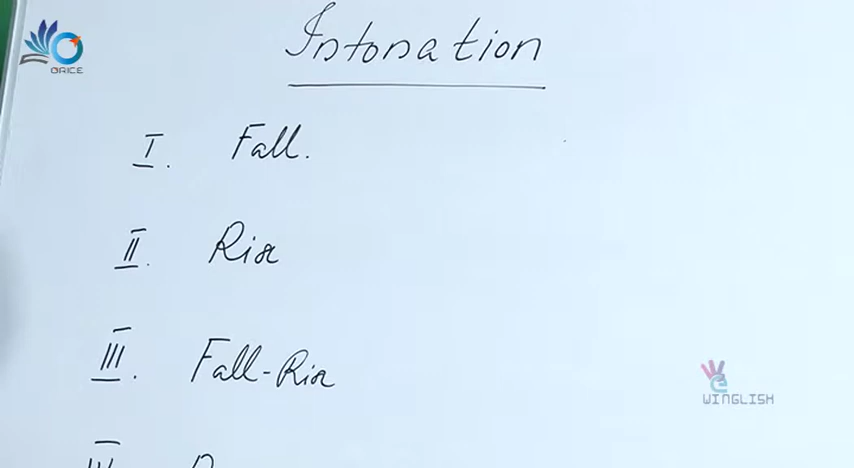 ORICE
Intonation
I. Fall.
II. Rise
III. Fall-Rise
WINGLISH